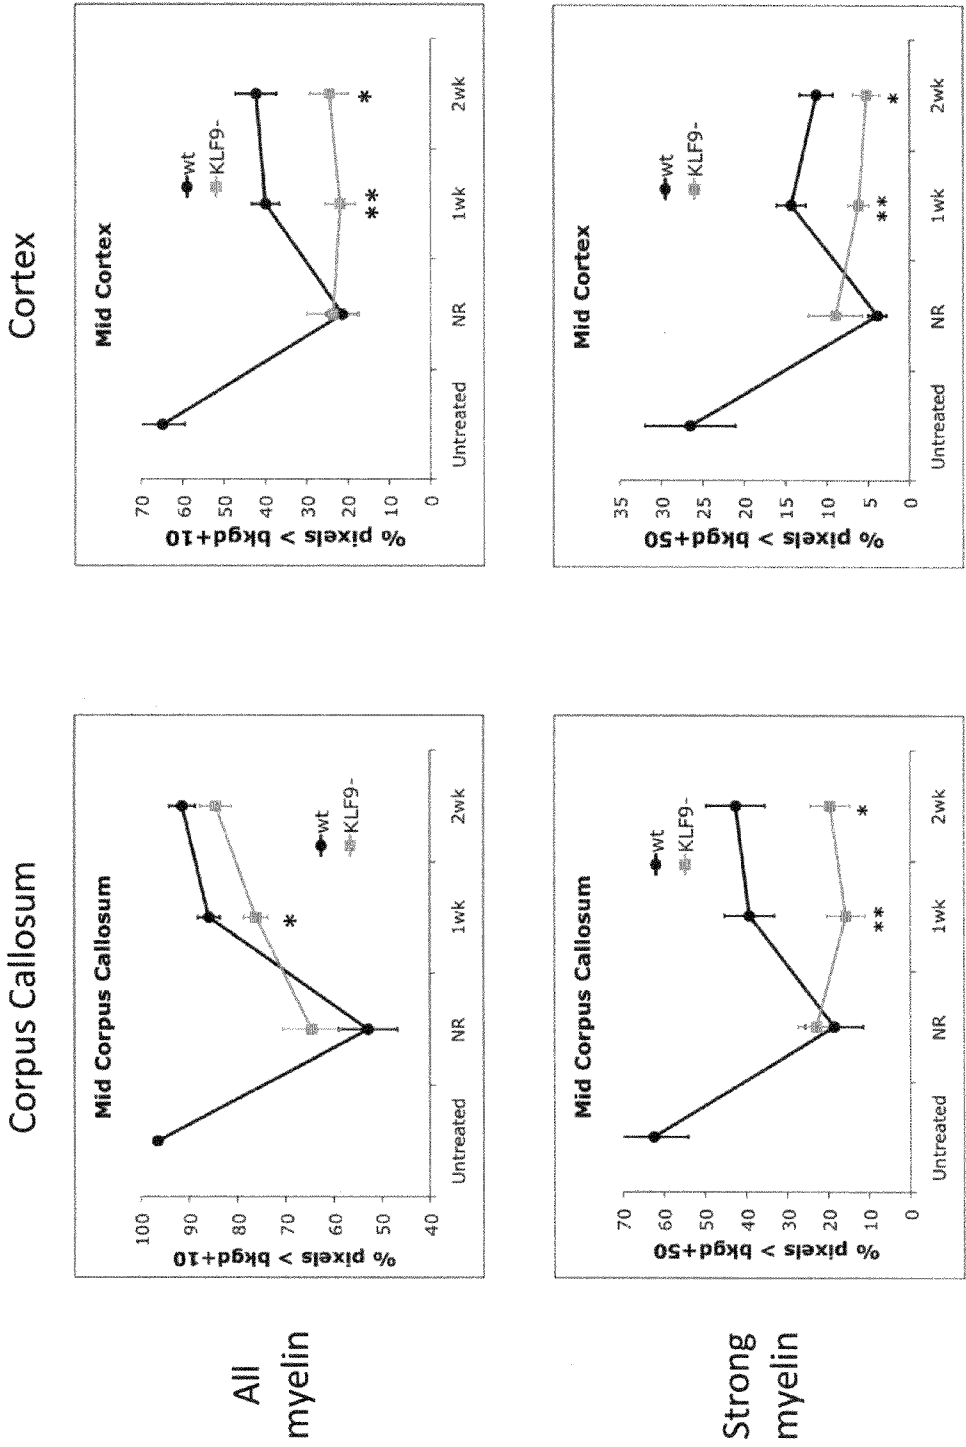 Corpus Callosum
Cortex
All
myelin
Mid Corpus Callosum
% pixels > bkgd+10
100
90
80
70
60
50
40
wt
KLF9-
*
Untreated
NR
1wk
2wk
Mid Cortex
% pixels > bkgd+10
70
60
50
40
30
20
10
0
wt
KLF9-
**
*
Untreated
NR
1wk
2wk
Strong
myelin
Mid Corpus Callosum
% pixels > bkgd+50
70
60
50
40
30
20
10
0
wt
KLF9-
**
*
Untreated
NR
1wk
2wk
Mid Cortex
% pixels > bkgd+50
35
30
25
20
15
10
5
0
wt
KLF9-
**
*
Untreated
NR
1wk
2wk